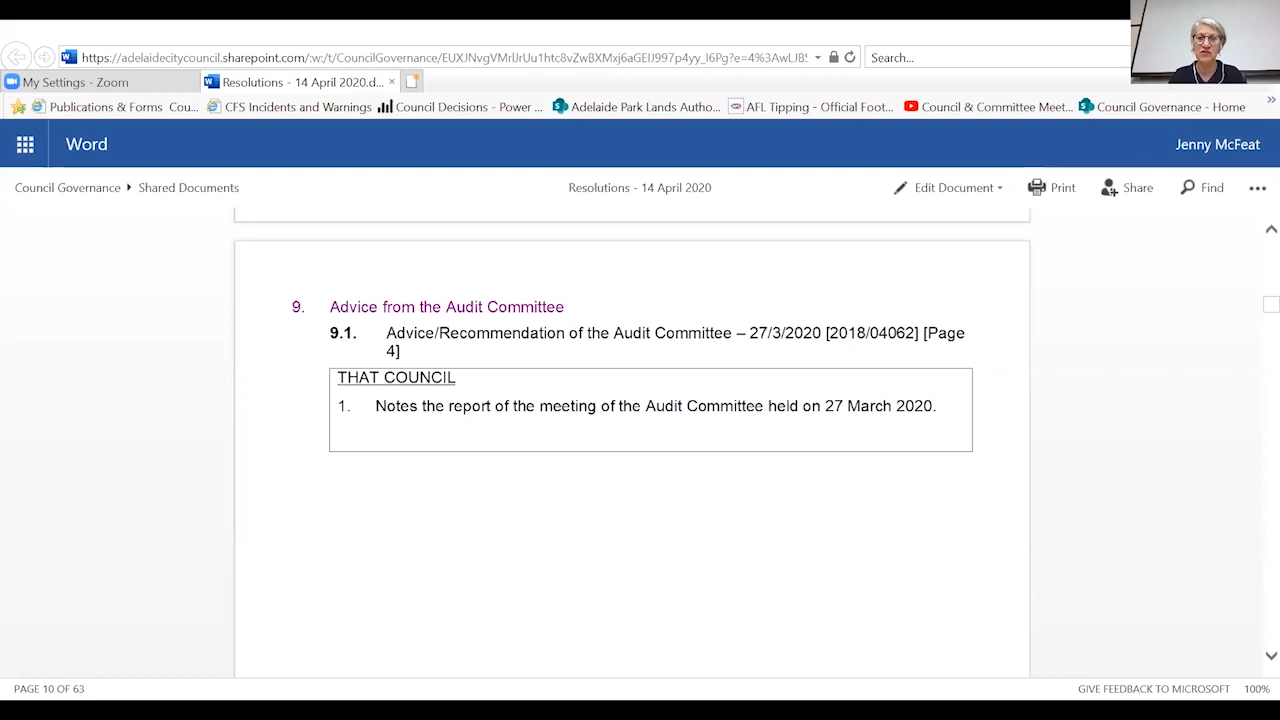 https://adelaidecitycouncil.sharepoint.com/:w:/t/CouncilGovernance/
Search...
My Settings - Zoom
Resolutions - 14 April 2020.d...
Publications & Forms Cou...
CFS Incidents and Warnings
Council Decisions - Power ...
Adelaide Park Lands Autho...
AFL Tipping - Official Foot...
Council & Committee Meet...
Council Governance - Home
Word
Jenny McFeat
Council Governance
Shared Documents
Resolutions - 14 April 2020
Edit Document
Print
Share
Find
9. Advice from the Audit Committee
9.1. Advice/Recommendation of the Audit Committee – 27/3/2020 [2018/04062] [Page
4]
THAT COUNCIL
1. Notes the report of the meeting of the Audit Committee held on 27 March 2020.
PAGE 10 OF 63
GIVE FEEDBACK TO MICROSOFT
100%